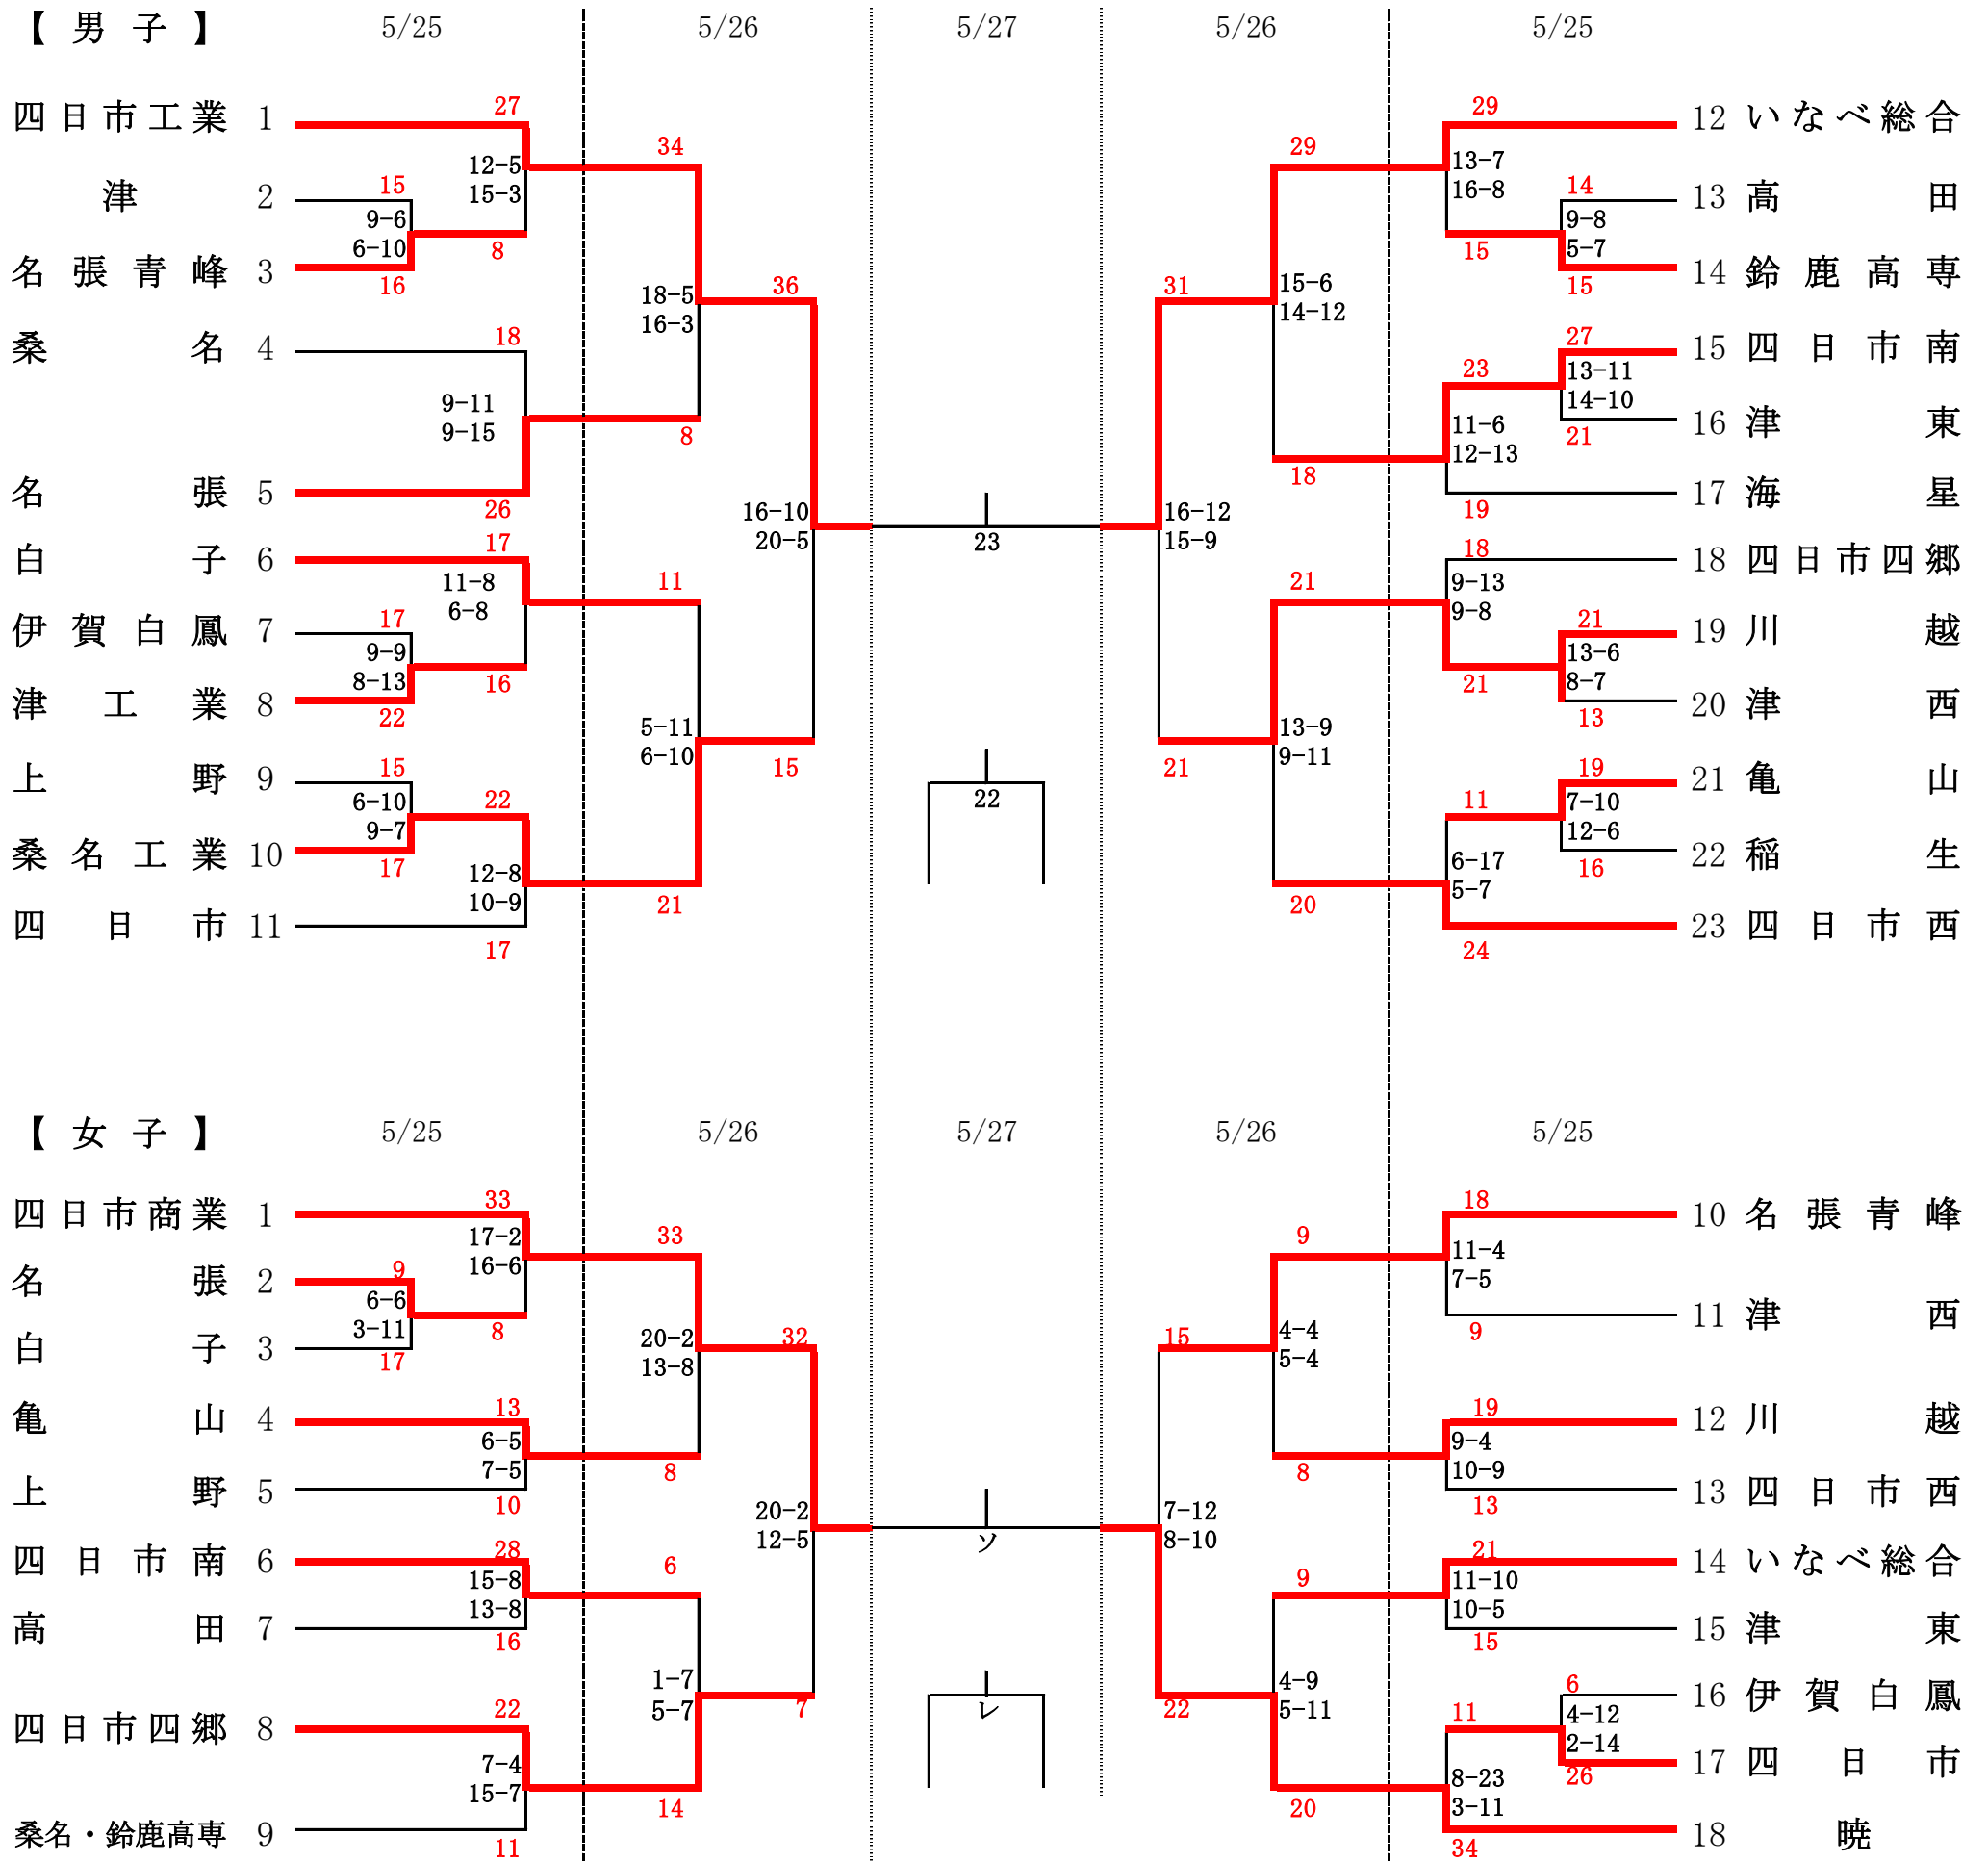 【 男 子 】 5/25 5/26 5/27 5/26 5/25
四日市工業 1 27 29 12 いなべ総合
34 29
12-5 13-7
15-3 16-8
津 2 15 14 13 高田
9-6 9-8
6-10 8 15 5-7
名張青峰 3 16 15 14 鈴鹿高専
18-5 36 31 15-6
16-3 14-12
桑名 4 18 27 15 四日市南
23 13-11
9-11 14-10
9-15 8 11-6 21 16 津東
18 12-13
名張 5 26 19 17 海星
16-10 23 16-12
20-5 15-9
白子 6 17 18 18 四日市四郷
11-8 11 21 9-13
6-8 9-8
伊賀白鳳 7 17 21 19 川越
9-9 13-6
8-13 16 21 8-7
津工業 8 22 13 20 津西
5-11 13-9
6-10 15 21 9-11
上野 9 15 19 21 亀山
6-10 22 22 11 7-10
9-7 12-6
桑名工業 10 17 16 22 稲生
12-8 6-17
10-9 21 20 5-7
四日市 11 17 24 23 四日市西
【 女 子 】 5/25 5/26 5/27 5/26 5/25
四日市商業 1 33 18 10 名張青峰
17-2 33 9 11-4
16-6 7-5
名張 2 9
6-6
3-11 8 9 11 津西
白子 3 17
20-2 32 15 4-4
13-8 5-4
亀山 4 13 19 12 川越
6-5 9-4
7-5 8 8 10-9
上野 5 10 13 13 四日市西
20-2 ソ 7-12
12-5 8-10
四日市南 6 28 21 14 いなべ総合
15-8 6 9 11-10
13-8 10-5
高田 7 16 15 15 津東
1-7 4-9
5-7 7 レ 22 5-11
6 16 伊賀白鳳
四日市四郷 8 22 11 4-12
2-14
26 17 四日市
7-4 8-23
15-7 14 20 3-11
桑名・鈴鹿高専 9 11 34 18 暁